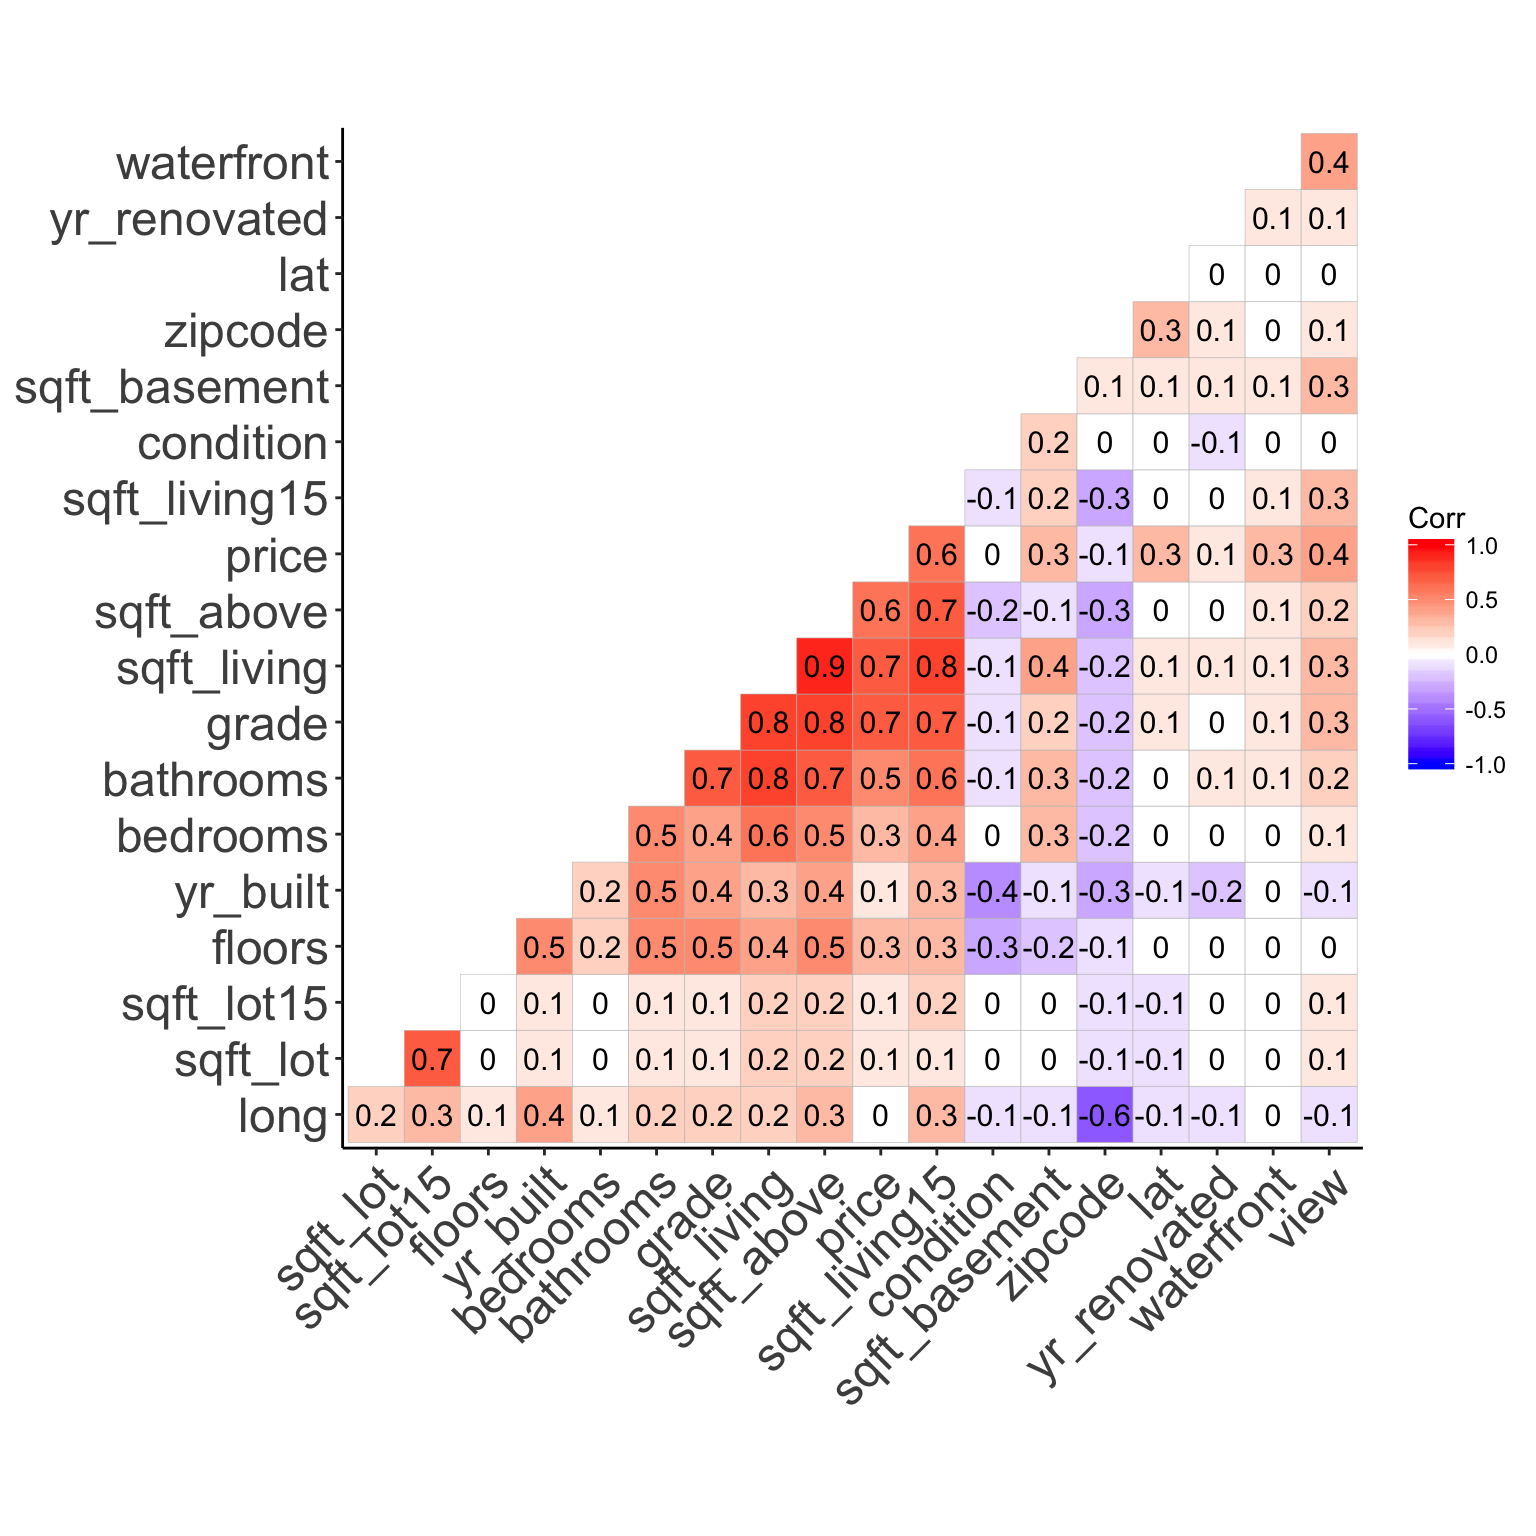 waterfront 0.4
yr_renovated 0.1 0.1
lat 0 0 0
zipcode 0.3 0.1 0 0.1
sqft_basement 0.1 0.1 0.1 0.1 0.3
condition 0.2 0 0 -0.1 0 0
sqft_living15 -0.1 0.2 -0.3 0 0 0.1 0.3
price 0.6 0 0.3 -0.1 0.3 0.1 0.3 0.4
sqft_above 0.6 0.7 -0.2 -0.1 -0.3 0 0 0.1 0.2
sqft_living 0.9 0.7 0.8 -0.1 0.4 -0.2 0.1 0.1 0.1 0.3
grade 0.8 0.8 0.7 0.7 -0.1 0.2 -0.2 0.1 0 0.1 0.3
bathrooms 0.7 0.8 0.7 0.5 0.6 -0.1 0.3 -0.2 0 0.1 0.1 0.2
bedrooms 0.5 0.4 0.6 0.5 0.3 0.4 0 0.3 -0.2 0 0 0 0.1
yr_built 0.2 0.5 0.4 0.3 0.4 0.1 0.3 -0.4 -0.1 -0.3 -0.1 -0.2 0 -0.1
floors 0.5 0.2 0.5 0.5 0.4 0.5 0.3 0.3 -0.3 -0.2 -0.1 0 0 0 0
sqft_lot15 0 0.1 0 0.1 0.1 0.2 0.2 0.1 0.2 0 0 -0.1 -0.1 0 0 0.1
sqft_lot 0.7 0 0.1 0 0.1 0.1 0.2 0.2 0.1 0.1 0 0 -0.1 -0.1 0 0 0.1
long 0.2 0.3 0.1 0.4 0.1 0.2 0.2 0.2 0.3 0 0.3 -0.1 -0.1 -0.6 -0.1 -0.1 0 -0.1
sqft_lot
sqft_lot15
floors
yr_built
bedrooms
bathrooms
grade
sqft_living
sqft_above
price
sqft_living15
condition
sqft_basement
zipcode
lat
yr_renovated
waterfront
view
Corr
1.0
0.5
0.0
-0.5
-1.0